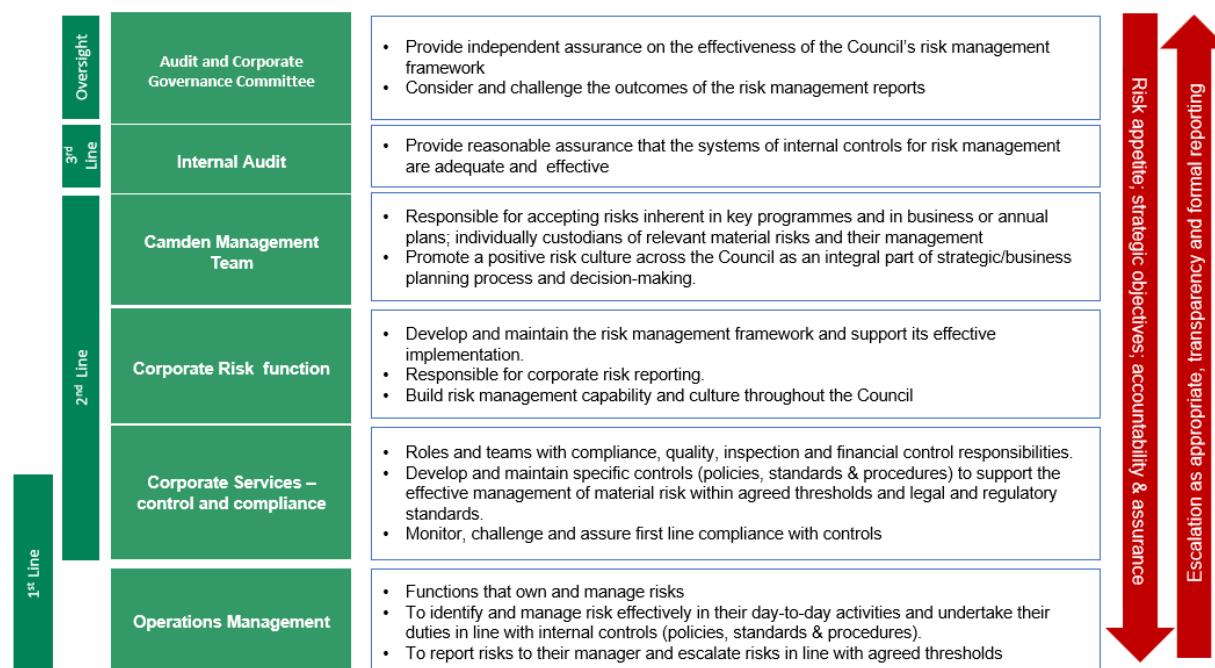 Oversight
Audit and Corporate
Governance Committee
• Provide independent assurance on the effectiveness of the Council's risk management
framework
• Consider and challenge the outcomes of the risk management reports
3rd
Line
Internal Audit
• Provide reasonable assurance that the systems of internal controls for risk management
are adequate and effective
2nd Line
Camden Management
Team
• Responsible for accepting risks inherent in key programmes and in business or annual
plans; individually custodians of relevant material risks and their management
• Promote a positive risk culture across the Council as an integral part of strategic/business
planning process and decision-making.
Corporate Risk function
• Develop and maintain the risk management framework and support its effective
implementation.
• Responsible for corporate risk reporting.
• Build risk management capability and culture throughout the Council
Corporate Services –
control and compliance
• Roles and teams with compliance, quality, inspection and financial control responsibilities.
• Develop and maintain specific controls (policies, standards & procedures) to support the
effective management of material risk within agreed thresholds and legal and regulatory
standards.
• Monitor, challenge and assure first line compliance with controls
1st Line
Operations Management
• Functions that own and manage risks
• To identify and manage risk effectively in their day-to-day activities and undertake their
duties in line with internal controls (policies, standards & procedures).
• To report risks to their manager and escalate risks in line with agreed thresholds
Risk appetite; strategic objectives; accountability & assurance
Escalation as appropriate, transparency and formal reporting